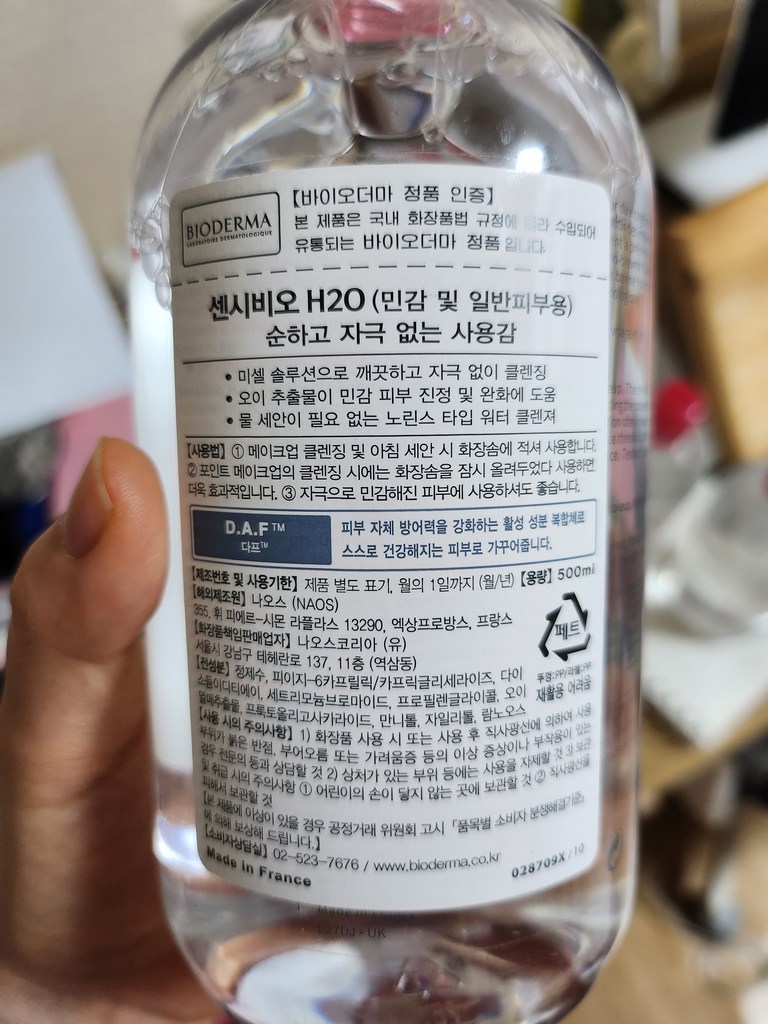 BIODERMA
LABORATOIRE DERMATOLOGIQUE
【바이오더마 정품 인증】
본 제품은 국내 화장품법 규정에 따라 수입되어
유통되는 바이오더마 정품 입니다.
센시비오 H2O (민감 및 일반피부용)
순하고 자극 없는 사용감
• 미셀 솔루션으로 깨끗하고 자극 없이 클렌징
• 오이 추출물이 민감 피부 진정 및 완화에 도움
• 물 세안이 필요 없는 노린스 타입 워터 클렌져
【사용법】 ① 메이크업 클렌징 및 아침 세안 시 화장솜에 적셔 사용합니다.
② 포인트 메이크업의 클렌징 시에는 화장솜을 잠시 올려두었다 사용하면
더욱 효과적입니다. ③ 자극으로 민감해진 피부에 사용하셔도 좋습니다.
D.A.F™
다프™
피부 자체 방어력을 강화하는 활성 성분 복합체로
스스로 건강해지는 피부로 가꾸어줍니다.
【제조번호 및 사용기한】 제품 별도 표기, 월의 1일까지 (월/년) 【용량】 500ml
【해외제조원】 나오스 (NAOS)
355, 뤼 피에르-시몬 라플라스 13290, 엑상프로방스, 프랑스
【화장품책임판매업자】 나오스코리아 (유)
서울시 강남구 테헤란로 137, 11층 (역삼동)
페트
뚜껑:PP/라벨:PP
재활용 어려움
【전성분】 정제수, 피이지-6카프릴릭/카프릭글리세라이즈, 다이
소듐이디티에이, 세트리모늄브로마이드, 프로필렌글라이콜, 오이
열매추출물, 프룩토올리고사카라이드, 만니톨, 자일리톨, 람노오스
【사용 시의 주의사항】 1) 화장품 사용 시 또는 사용 후 직사광선에 의하여 사용
부위가 붉은 반점, 부어오름 또는 가려움증 등의 이상 증상이나 부작용이 있는
경우 전문의 등과 상담할 것 2) 상처가 있는 부위 등에는 사용을 자제할 것 3) 보관
및 취급 시의 주의사항 ① 어린이의 손이 닿지 않는 곳에 보관할 것 ② 직사광선을
피해서 보관할 것
【본 제품에 이상이 있을 경우 공정거래 위원회 고시 「품목별 소비자 분쟁해결기준」
에 의해 보상해 드립니다.】
【소비자상담실】 02-523-7676 / www.bioderma.co.kr
Made in France
028709X /10